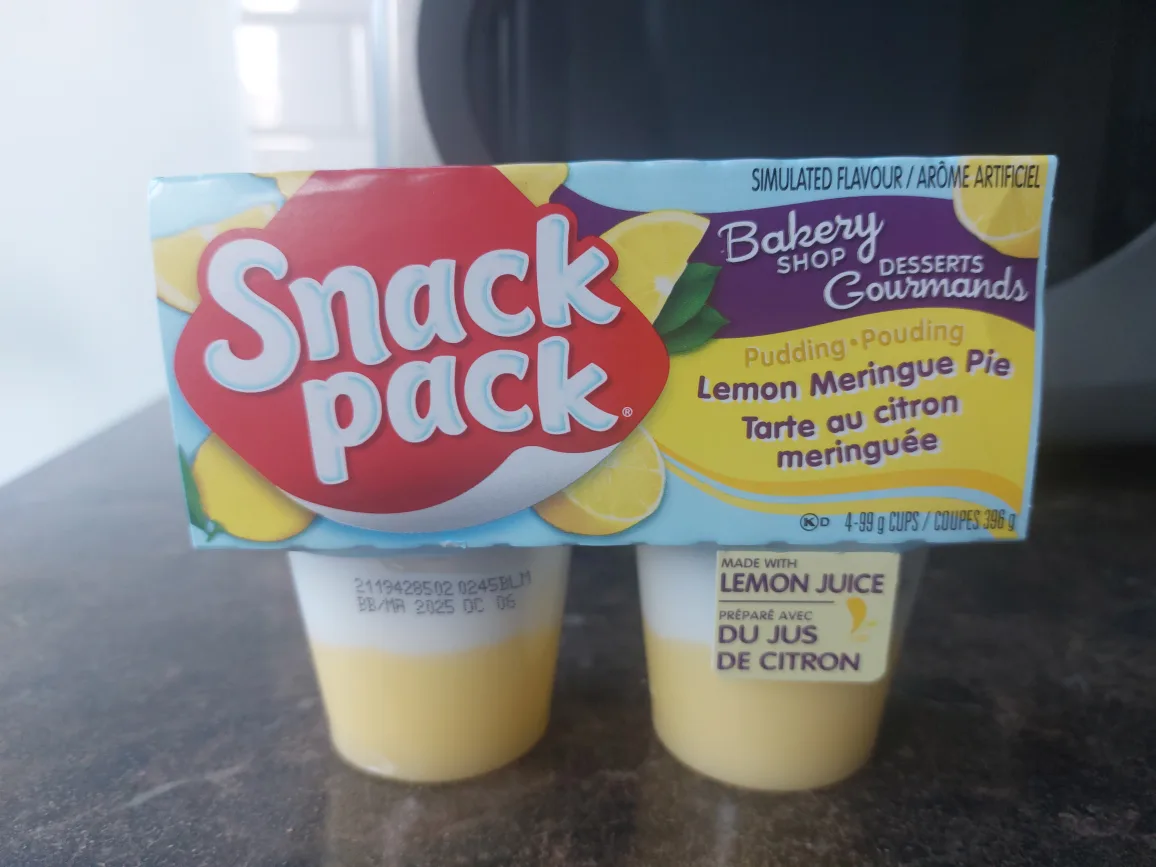 SIMULATED FLAVOUR / ARÔME ARTIFICIEL
Snack
pack®
Bakery
SHOP
DESSERTS
Gourmands
Pudding • Pouding
Lemon Meringue Pie
Tarte au citron
meringuée
K D 4-99 g CUPS / COUPES 396 g
2119428502 0245BLM
BB/MA 2025 OC 06
MADE WITH
LEMON JUICE
PRÉPARÉ AVEC
DU JUS
DE CITRON